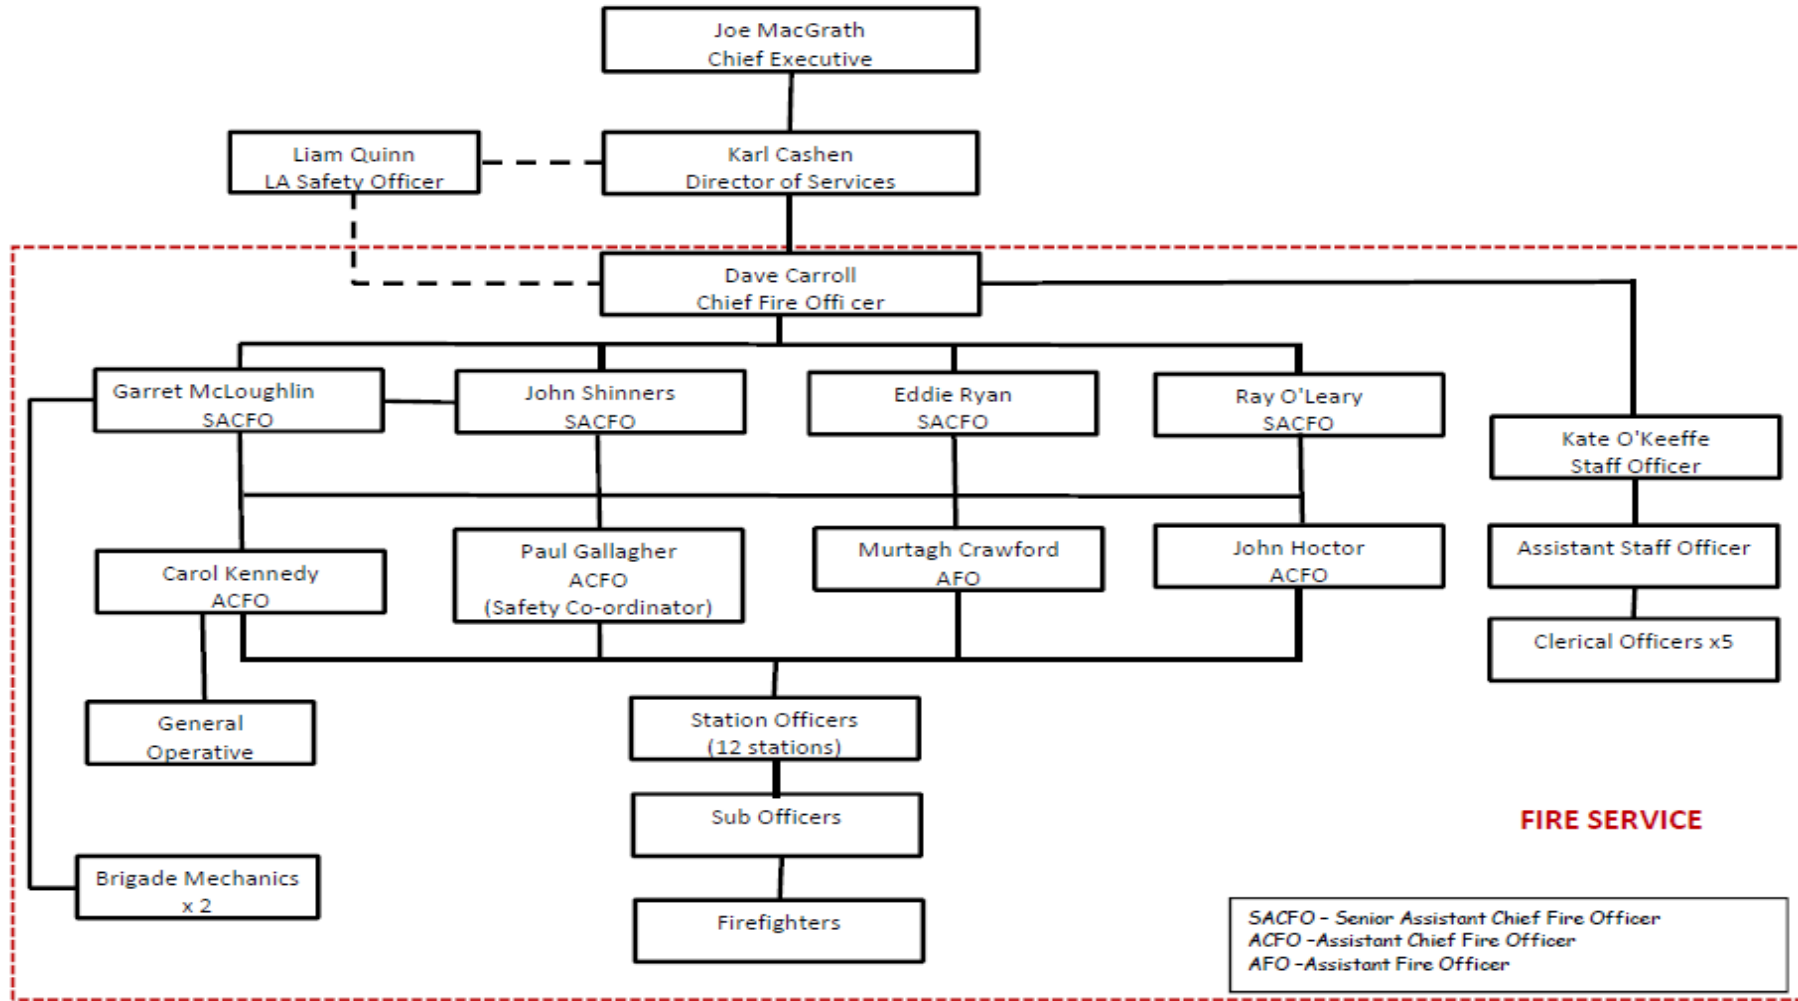 Joe MacGrath
Chief Executive
Liam Quinn
LA Safety Officer
Karl Cashen
Director of Services
Dave Carroll
Chief Fire Offi cer
Garret McLoughlin
SACFO
John Shinners
SACFO
Eddie Ryan
SACFO
Ray O'Leary
SACFO
Kate O'Keeffe
Staff Officer
Carol Kennedy
ACFO
Paul Gallagher
ACFO
(Safety Co-ordinator)
Murtagh Crawford
AFO
John Hoctor
ACFO
Assistant Staff Officer
Clerical Officers x5
General
Operative
Station Officers
(12 stations)
Sub Officers
Brigade Mechanics
x 2
Firefighters
FIRE SERVICE
SACFO – Senior Assistant Chief Fire Officer
ACFO –Assistant Chief Fire Officer
AFO –Assistant Fire Officer